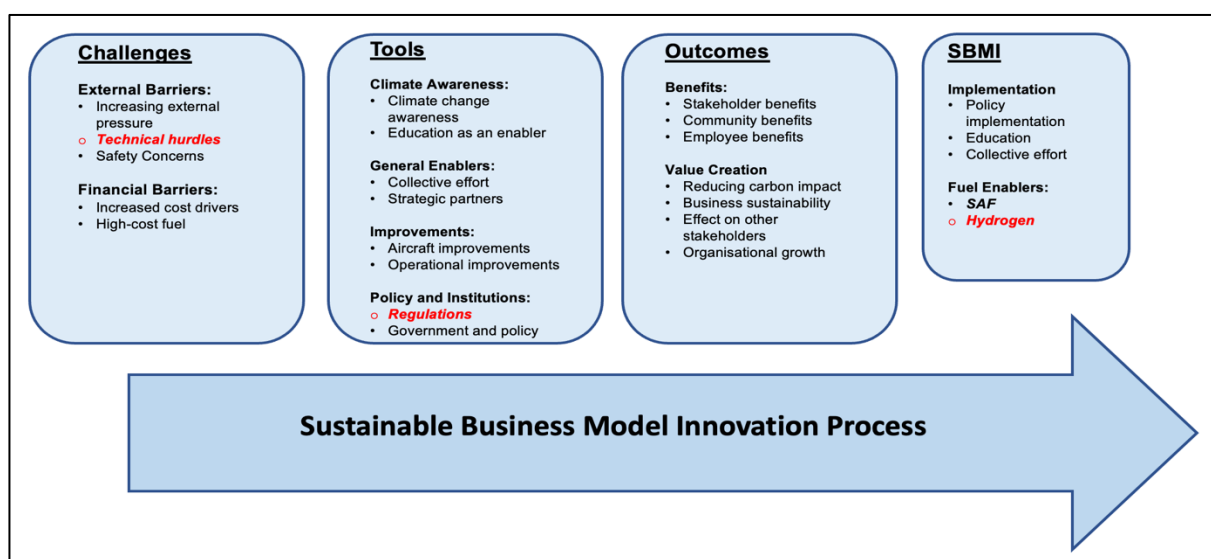 Challenges
External Barriers:
• Increasing external
pressure
o Technical hurdles
• Safety Concerns
Financial Barriers:
• Increased cost drivers
• High-cost fuel
Tools
Climate Awareness:
• Climate change
awareness
• Education as an enabler
General Enablers:
• Collective effort
• Strategic partners
Improvements:
• Aircraft improvements
• Operational improvements
Policy and Institutions:
o Regulations
• Government and policy
Outcomes
Benefits:
• Stakeholder benefits
• Community benefits
• Employee benefits
Value Creation
• Reducing carbon impact
• Business sustainability
• Effect on other
stakeholders
• Organisational growth
SBMI
Implementation
• Policy
implementation
• Education
• Collective effort
Fuel Enablers:
• SAF
o Hydrogen
Sustainable Business Model Innovation Process